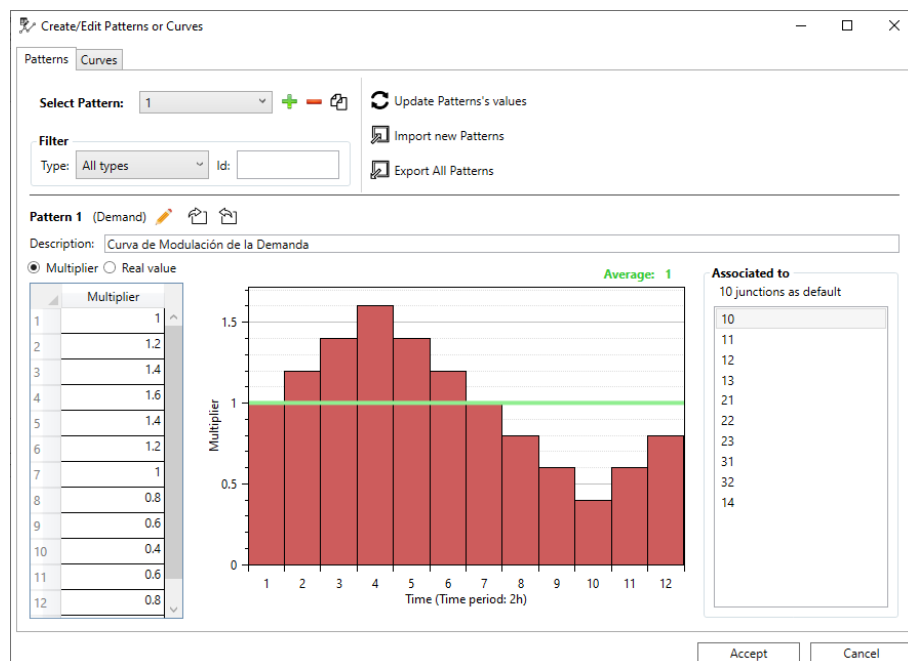 Create/Edit Patterns or Curves
Patterns Curves
Select Pattern: 1
Update Patterns's values
Filter
Import new Patterns
Type: All types Id:
Export All Patterns
Pattern 1 (Demand)
Description: Curva de Modulación de la Demanda
Multiplier Real value
Average: 1
Associated to
10 junctions as default
Multiplier
1 1
2 1.2
3 1.4
4 1.6
5 1.4
6 1.2
7 1
8 0.8
9 0.6
10 0.4
11 0.6
12 0.8
Multiplier
1.5
1
0.5
0
1 2 3 4 5 6 7 8 9 10 11 12
Time (Time period: 2h)
10
11
12
13
21
22
23
31
32
14
Accept Cancel